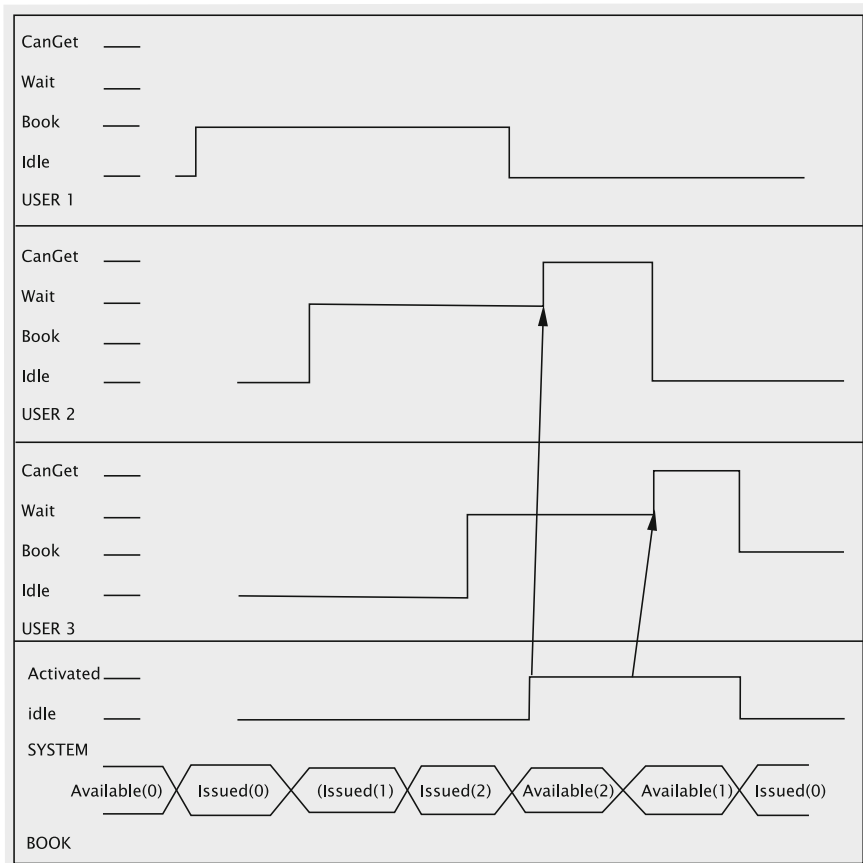 CanGet
Wait
Book
Idle
USER 1
CanGet
Wait
Book
Idle
USER 2
CanGet
Wait
Book
Idle
USER 3
Activated
idle
SYSTEM
Available(0) Issued(0) (Issued(1) Issued(2) Available(2) Available(1) Issued(0)
BOOK